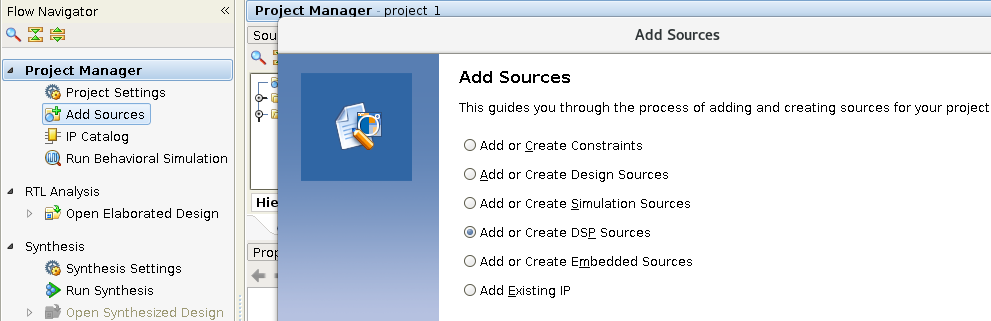 Flow Navigator
Project Manager
Project Settings
Add Sources
IP Catalog
Run Behavioral Simulation
RTL Analysis
Open Elaborated Design
Synthesis
Synthesis Settings
Run Synthesis
Open Synthesized Design
Project Manager - project 1
Sou
Hie
Prop
Add Sources
Add Sources
This guides you through the process of adding and creating sources for your project
Add or Create Constraints
Add or Create Design Sources
Add or Create Simulation Sources
Add or Create DSP Sources
Add or Create Embedded Sources
Add Existing IP